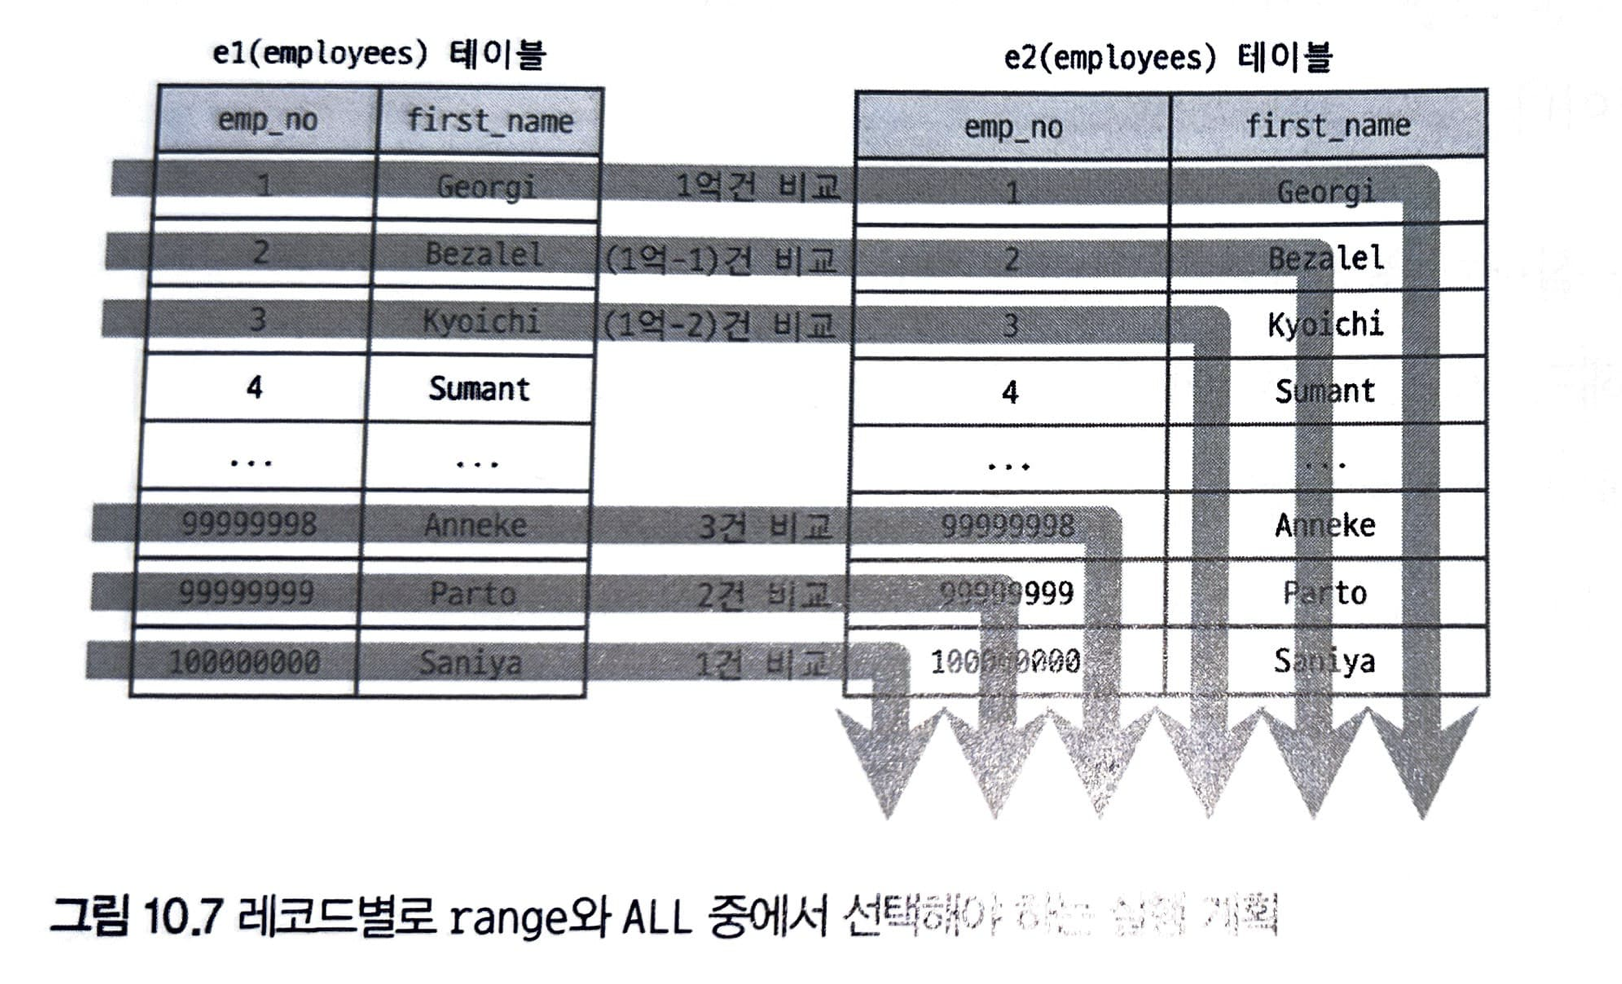 e1(employees) 테이블
emp_no first_name
1 Georgi
2 Bezalel
3 Kyoichi
4 Sumant
... ...
99999998 Anneke
99999999 Parto
100000000 Saniya
1억건 비교
(1억-1)건 비교
(1억-2)건 비교
3건 비교
2건 비교
1건 비교
e2(employees) 테이블
emp_no first_name
1 Georgi
2 Bezalel
3 Kyoichi
4 Sumant
... ...
99999998 Anneke
99999999 Parto
100000000 Saniya
그림 10.7 레코드별로 range와 ALL 중에서 선택해야 하는 실행 계획